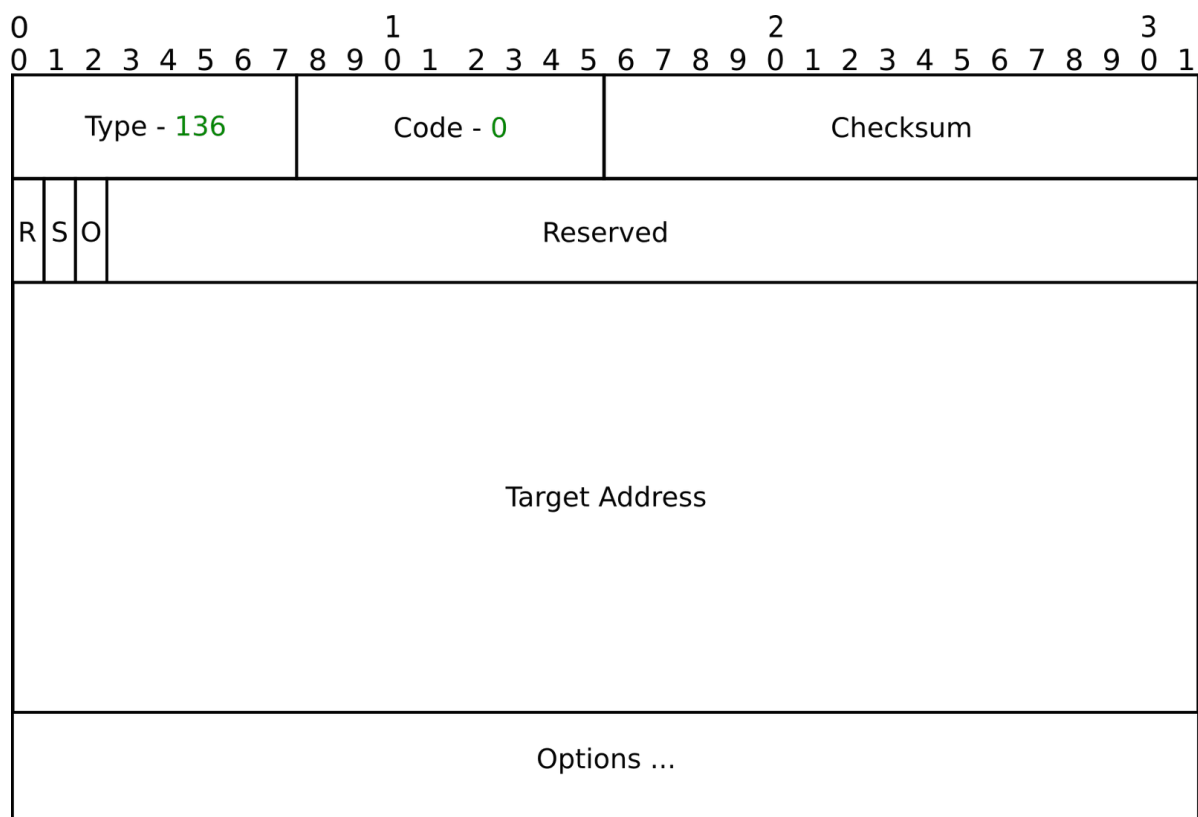 0 1 2 3
0 1 2 3 4 5 6 7 8 9 0 1 2 3 4 5 6 7 8 9 0 1 2 3 4 5 6 7 8 9 0 1
Type - 136 Code - 0 Checksum
R S O Reserved
Target Address
Options ...